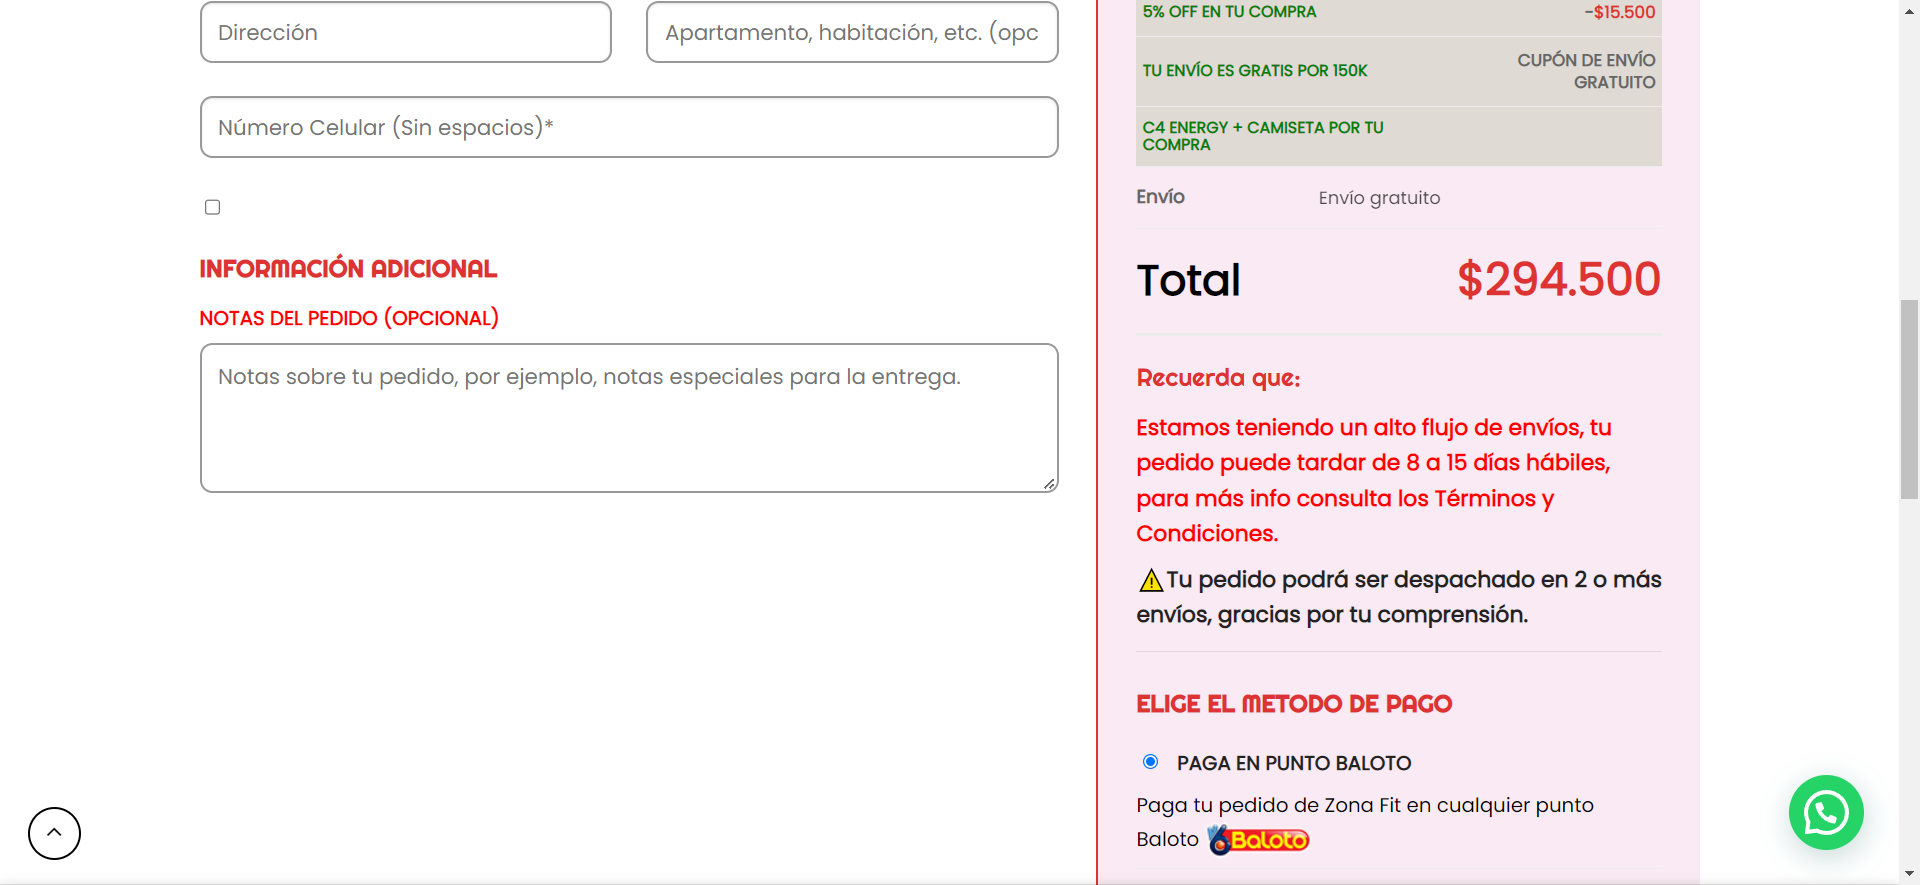 Dirección
Apartamento, habitación, etc. (opc
Número Celular (Sin espacios)*
INFORMACIÓN ADICIONAL
NOTAS DEL PEDIDO (OPCIONAL)
Notas sobre tu pedido, por ejemplo, notas especiales para la entrega.
5% OFF EN TU COMPRA
-$15.500
TU ENVÍO ES GRATIS POR 150K
CUPÓN DE ENVÍO
GRATUITO
C4 ENERGY + CAMISETA POR TU
COMPRA
Envío
Envío gratuito
Total
$294.500
Recuerda que:
Estamos teniendo un alto flujo de envíos, tu
pedido puede tardar de 8 a 15 días hábiles,
para más info consulta los Términos y
Condiciones.
⚠Tu pedido podrá ser despachado en 2 o más
envíos, gracias por tu comprensión.
ELIGE EL METODO DE PAGO
PAGA EN PUNTO BALOTO
Paga tu pedido de Zona Fit en cualquier punto
Baloto Baloto